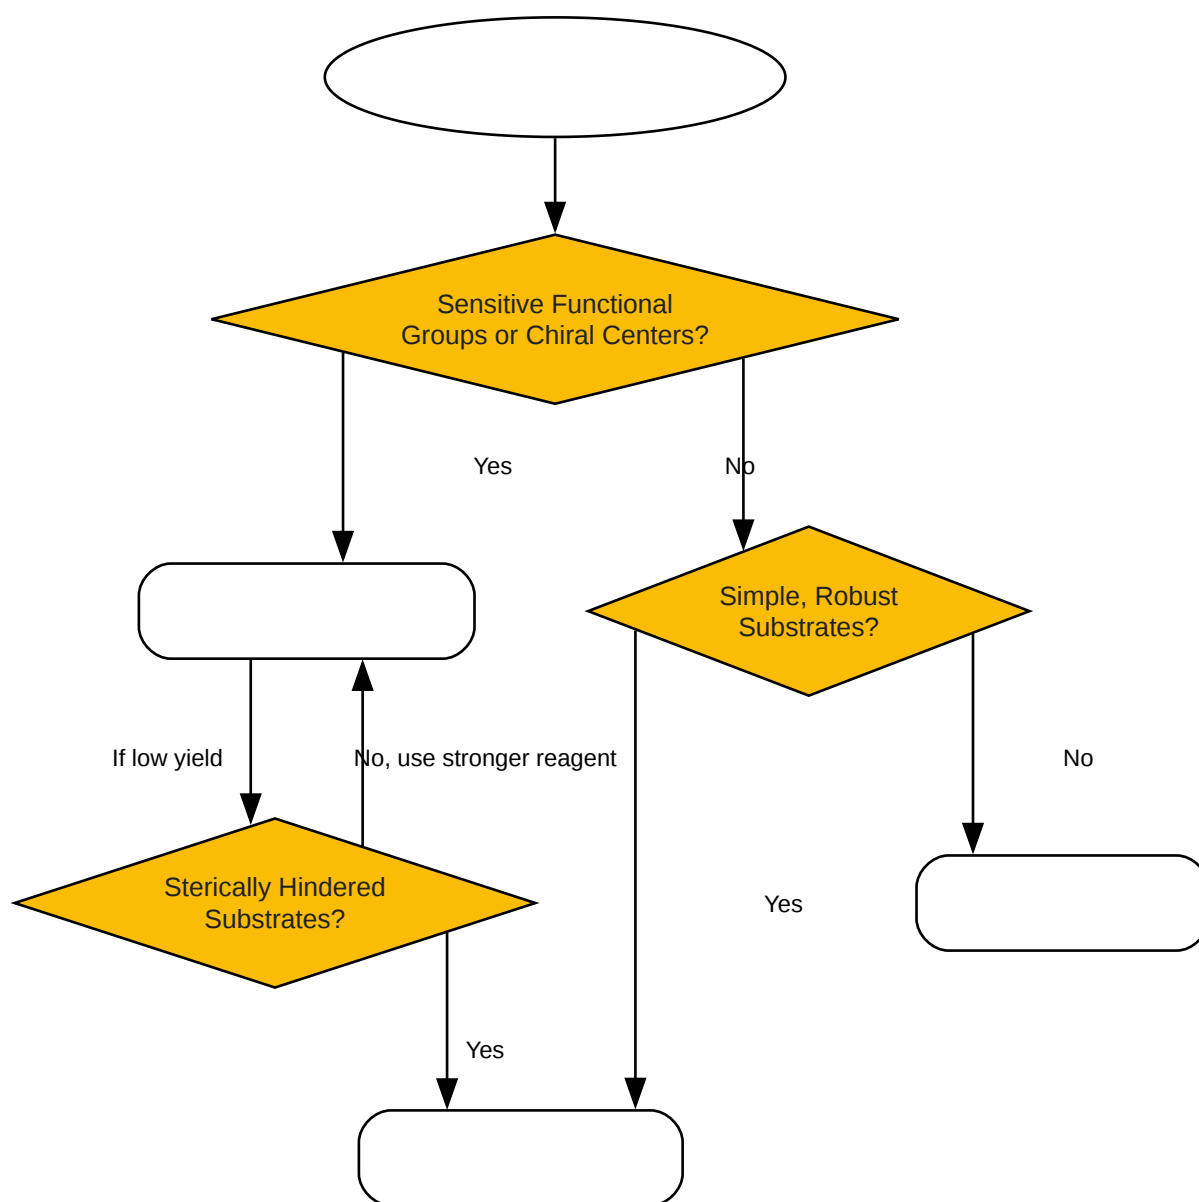 Sensitive Functional
Groups or Chiral Centers?
Yes
No
Simple, Robust
Substrates?
If low yield
No, use stronger reagent
No
Sterically Hindered
Substrates?
Yes
Yes